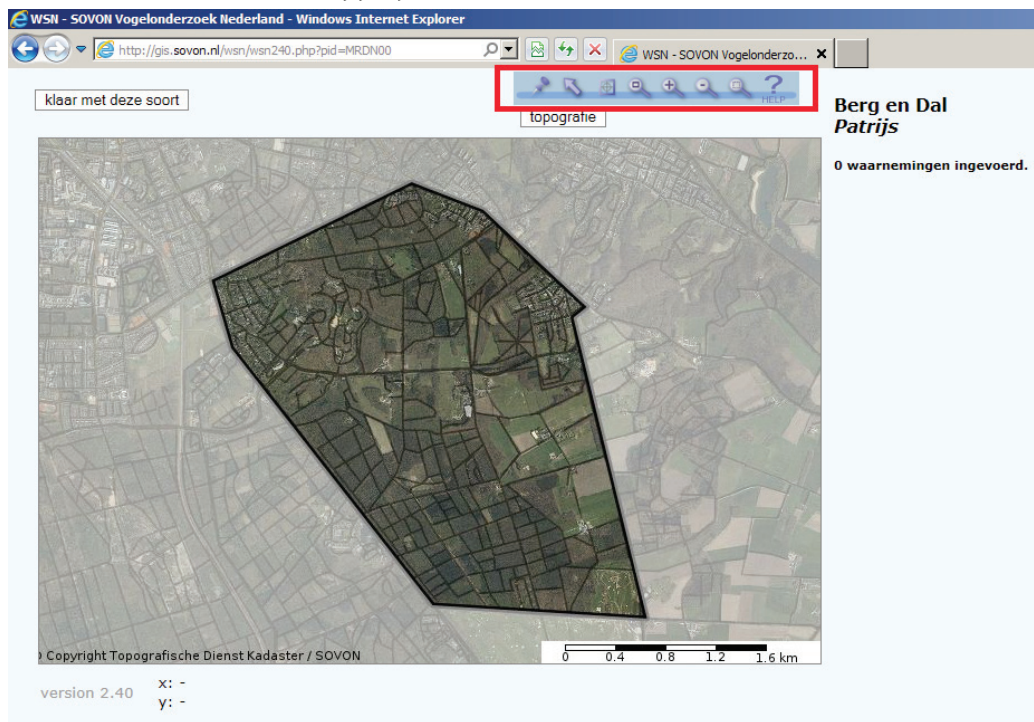 WSN - SOVON Vogelonderzoek Nederland - Windows Internet Explorer
http://gis.sovon.nl/wsn/wsn240.php?pid=MRDN00
WSN - SOVON Vogelonderzo...
klaar met deze soort
HELP
topografie
Berg en Dal
Patrijs
0 waarnemingen ingevoerd.
Copyright Topografische Dienst Kadaster / SOVON
0 0.4 0.8 1.2 1.6 km
version 2.40
x: -
y: -